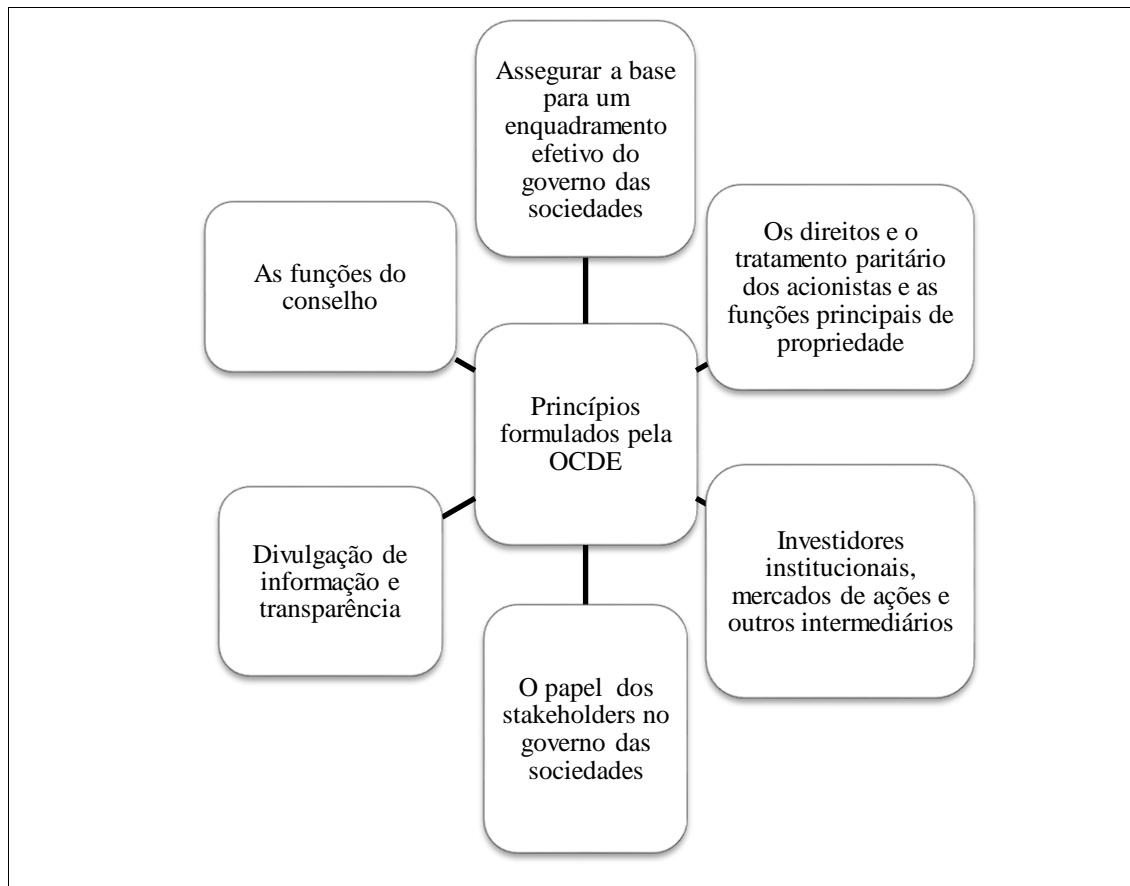 Assegurar a base
para um
enquadramento
efetivo do
governo das
sociedades
Os direitos e o
tratamento paritário
dos acionistas e as
funções principais de
propriedade
Investidores
institucionais,
mercados de ações e
outros intermediários
O papel dos
stakeholders no
governo das
sociedades
Divulgação de
informação e
transparência
As funções do
conselho
Princípios
formulados pela
OCDE